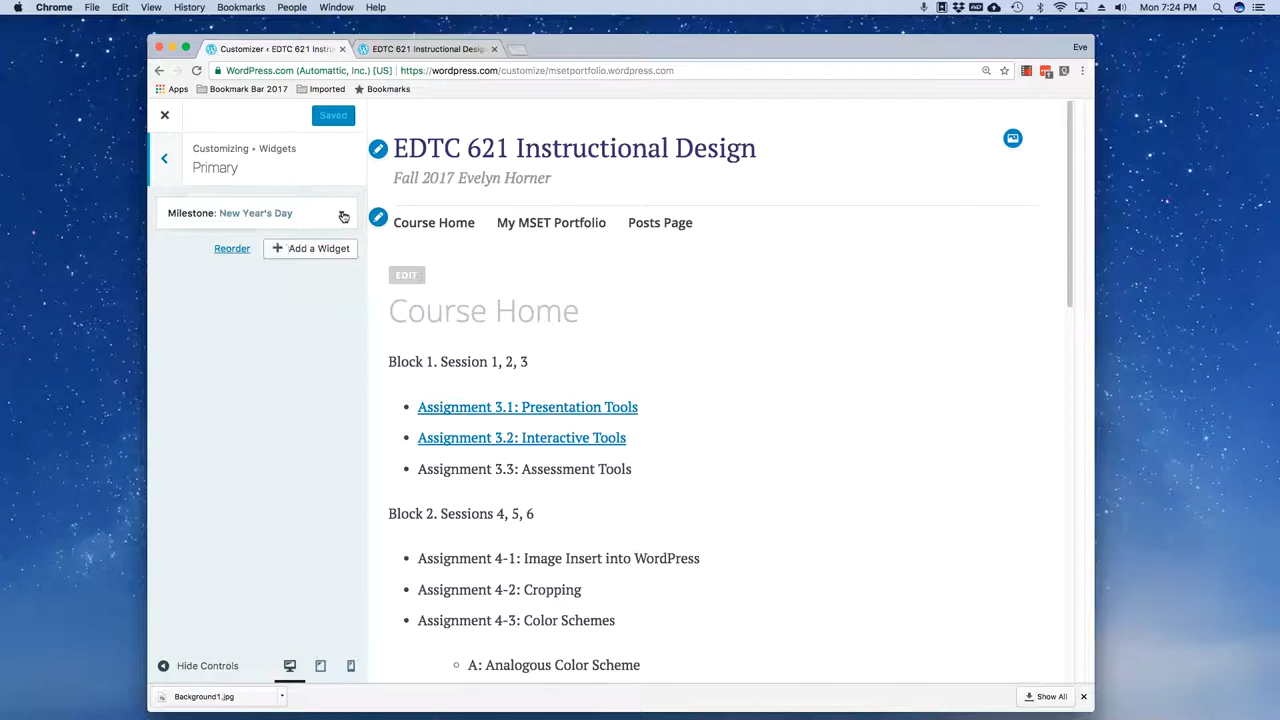 Chrome File Edit View History Bookmarks People Window Help Mon 7:24 PM
Customizer ‹ EDTC 621 Instru
EDTC 621 Instructional Desig
Eve
WordPress.com (Automattic, Inc.) [US] https://wordpress.com/customize/msetportfolio.wordpress.com
Apps Bookmark Bar 2017 Imported Bookmarks
Saved
Customizing • Widgets
Primary
Milestone: New Year's Day
Reorder
Add a Widget
EDTC 621 Instructional Design
Fall 2017 Evelyn Horner
Course Home My MSET Portfolio Posts Page
EDIT
Course Home
Block 1. Session 1, 2, 3
• Assignment 3.1: Presentation Tools
• Assignment 3.2: Interactive Tools
• Assignment 3.3: Assessment Tools
Block 2. Sessions 4, 5, 6
• Assignment 4-1: Image Insert into WordPress
• Assignment 4-2: Cropping
• Assignment 4-3: Color Schemes
○ A: Analogous Color Scheme
Hide Controls
Background1.jpg
Show All